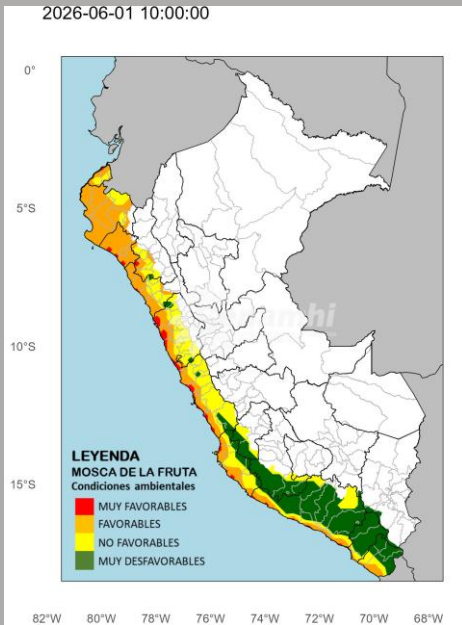 2026-06-01 10:00:00
0°
5°S
10°S
15°S
LEYENDA
MOSCA DE LA FRUTA
Condiciones ambientales
MUY FAVORABLES
FAVORABLES
NO FAVORABLES
MUY DESFAVORABLES
82°W 80°W 78°W 76°W 74°W 72°W 70°W 68°W